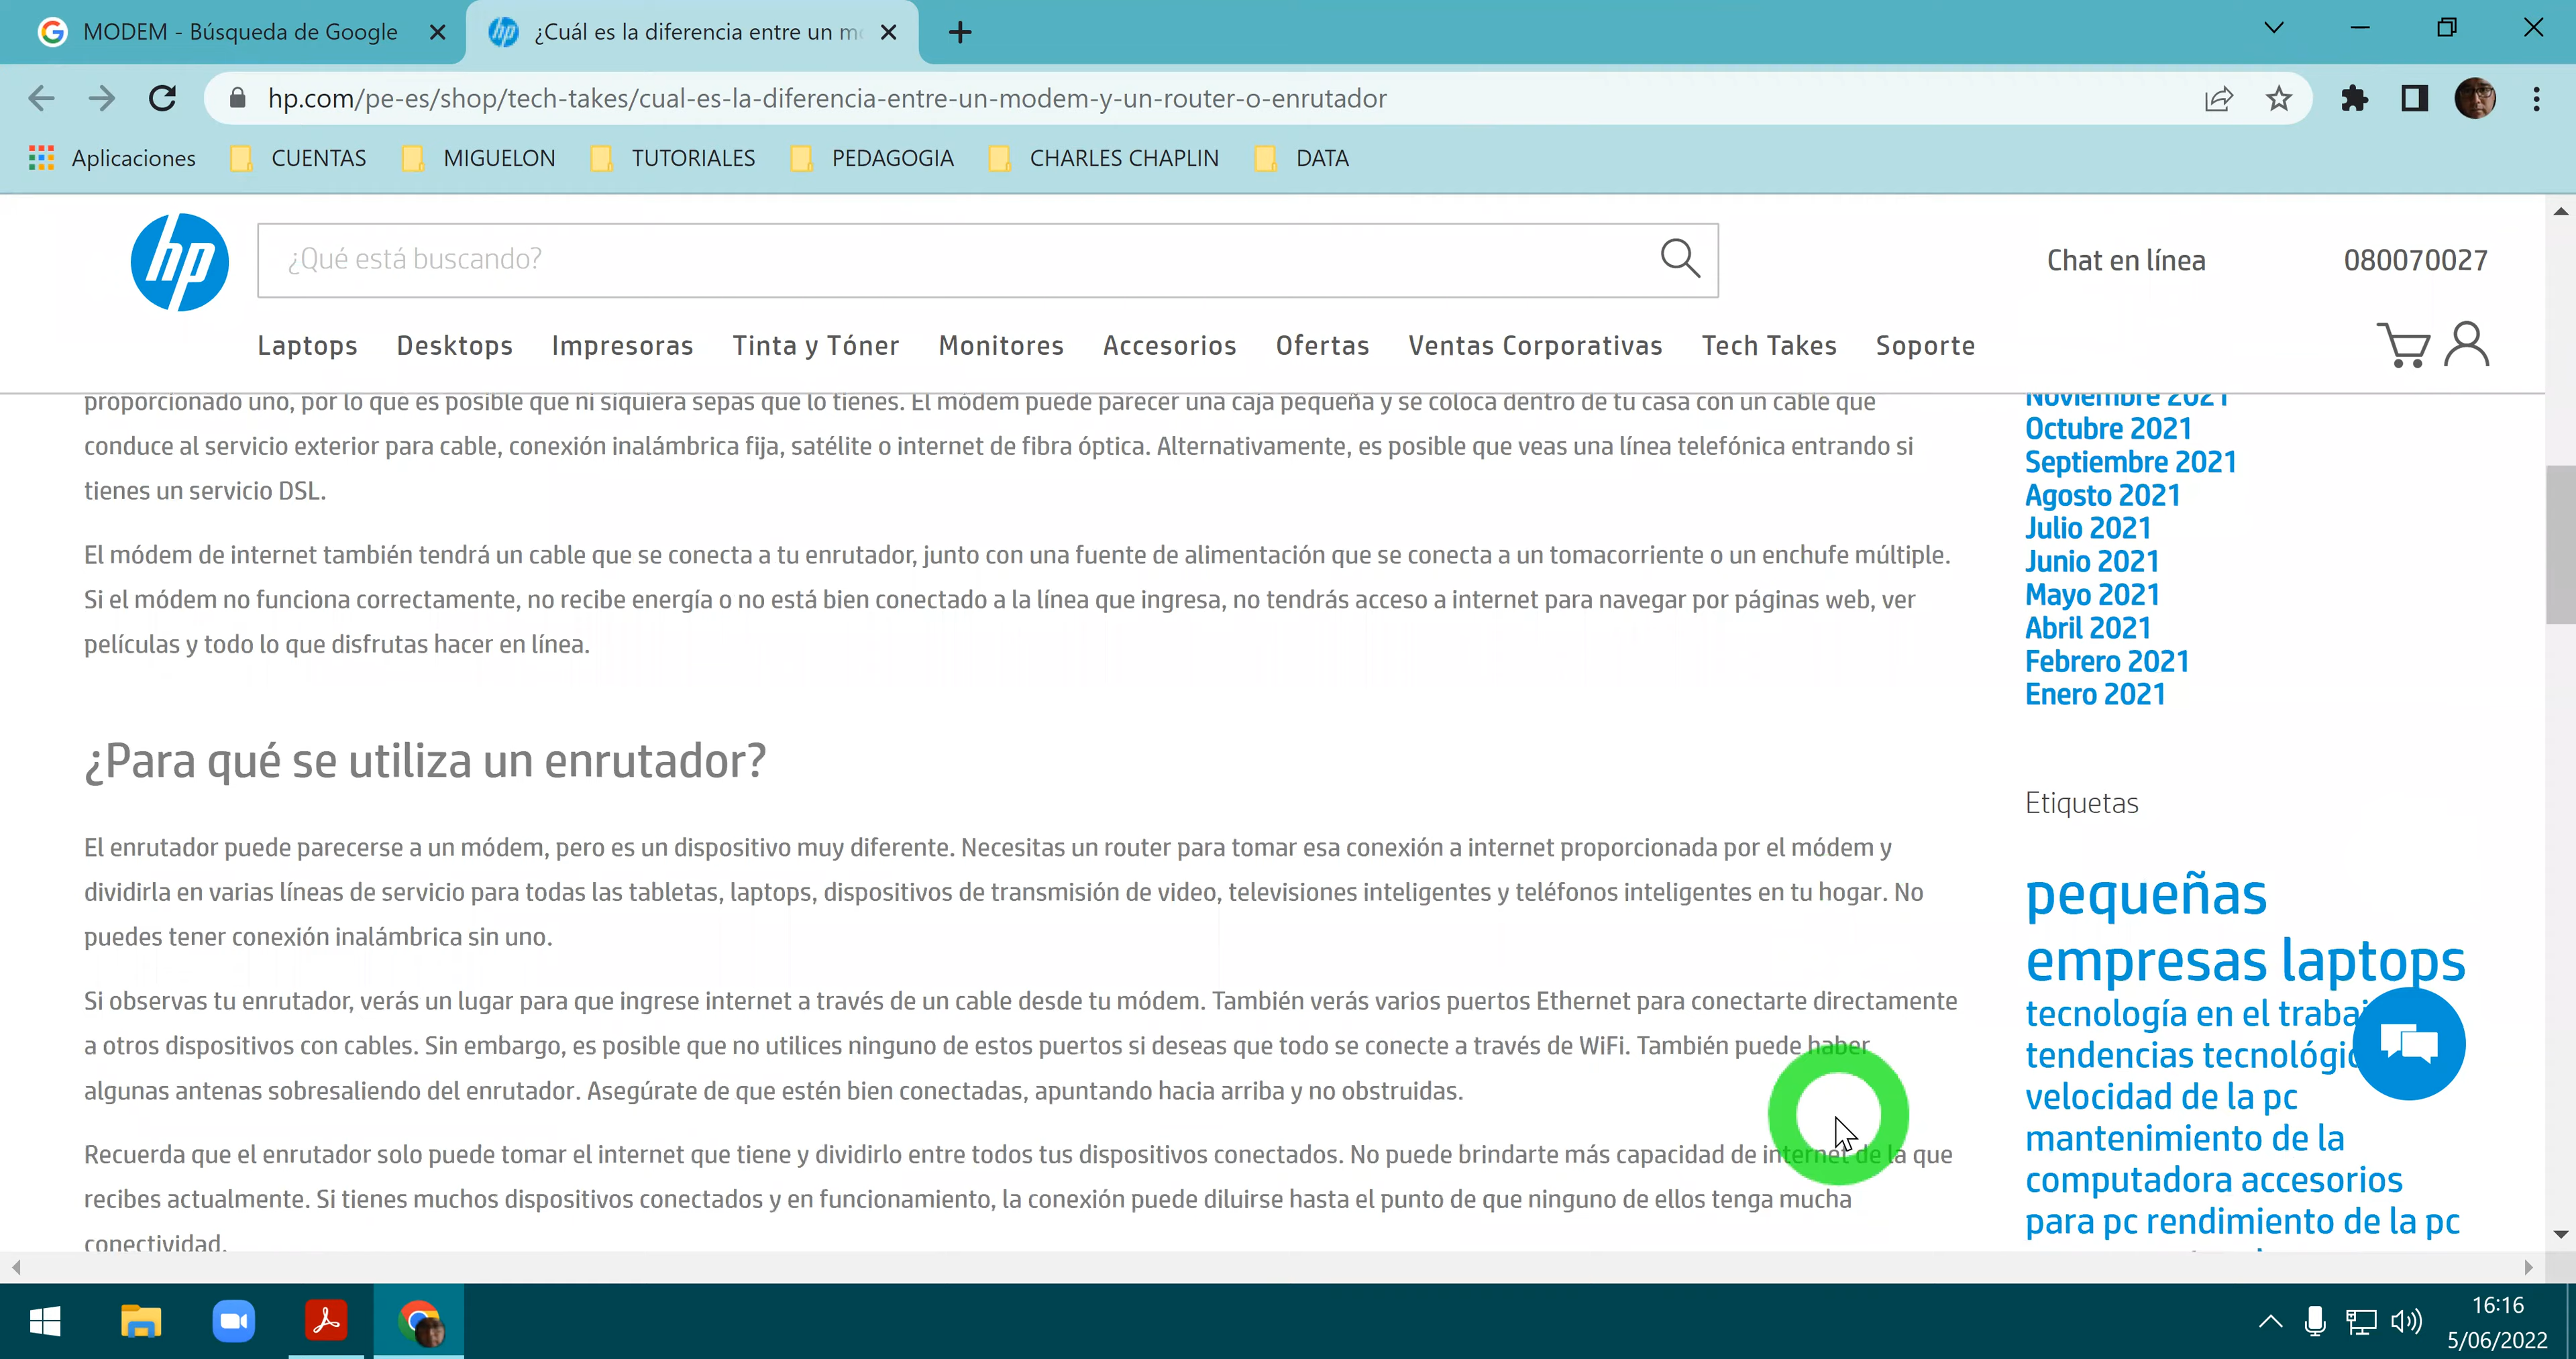 MODEM - Búsqueda de Google
¿Cuál es la diferencia entre un mo
hp.com/pe-es/shop/tech-takes/cual-es-la-diferencia-entre-un-modem-y-un-router-o-enrutador
Aplicaciones CUENTAS MIGUELON TUTORIALES PEDAGOGIA CHARLES CHAPLIN DATA
hp
¿Qué está buscando?
Chat en línea
080070027
Laptops Desktops Impresoras Tinta y Tóner Monitores Accesorios Ofertas Ventas Corporativas Tech Takes Soporte
proporcionado uno, por lo que es posible que ni siquiera sepas que lo tienes. El módem puede parecer una caja pequeña y se coloca dentro de tu casa con un cable que
conduce al servicio exterior para cable, conexión inalámbrica fija, satélite o internet de fibra óptica. Alternativamente, es posible que veas una línea telefónica entrando si
tienes un servicio DSL.
El módem de internet también tendrá un cable que se conecta a tu enrutador, junto con una fuente de alimentación que se conecta a un tomacorriente o un enchufe múltiple.
Si el módem no funciona correctamente, no recibe energía o no está bien conectado a la línea que ingresa, no tendrás acceso a internet para navegar por páginas web, ver
películas y todo lo que disfrutas hacer en línea.
¿Para qué se utiliza un enrutador?
El enrutador puede parecerse a un módem, pero es un dispositivo muy diferente. Necesitas un router para tomar esa conexión a internet proporcionada por el módem y
dividirla en varias líneas de servicio para todas las tabletas, laptops, dispositivos de transmisión de video, televisiones inteligentes y teléfonos inteligentes en tu hogar. No
puedes tener conexión inalámbrica sin uno.
Si observas tu enrutador, verás un lugar para que ingrese internet a través de un cable desde tu módem. También verás varios puertos Ethernet para conectarte directamente
a otros dispositivos con cables. Sin embargo, es posible que no utilices ninguno de estos puertos si deseas que todo se conecte a través de WiFi. También puede haber
algunas antenas sobresaliendo del enrutador. Asegúrate de que estén bien conectadas, apuntando hacia arriba y no obstruidas.
Recuerda que el enrutador solo puede tomar el internet que tiene y dividirlo entre todos tus dispositivos conectados. No puede brindarte más capacidad de internet de la que
recibes actualmente. Si tienes muchos dispositivos conectados y en funcionamiento, la conexión puede diluirse hasta el punto de que ninguno de ellos tenga mucha
conectividad.
Noviembre 2021
Octubre 2021
Septiembre 2021
Agosto 2021
Julio 2021
Junio 2021
Mayo 2021
Abril 2021
Febrero 2021
Enero 2021
Etiquetas
pequeñas
empresas laptops
tecnología en el traba
tendencias tecnológic
velocidad de la pc
mantenimiento de la
computadora accesorios
para pc rendimiento de la pc
16:16
5/06/2022